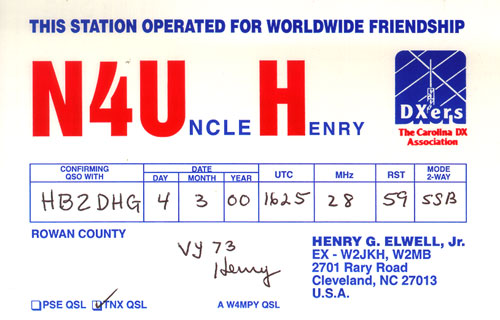 THIS STATION OPERATED FOR WORLDWIDE FRIENDSHIP
N4UNCLE HENRY
DXers
The Carolina DX
Association
CONFIRMING QSO WITH DATE DAY MONTH YEAR UTC MHz RST MODE 2-WAY
HB2DHG 4 3 00 1625 28 59 SSB
ROWAN COUNTY
VY 73
Henry
HENRY G. ELWELL, Jr.
EX - W2JKH, W2MB
2701 Rary Road
Cleveland, NC 27013
U.S.A.
PSE QSL TNX QSL
A W4MPY QSL